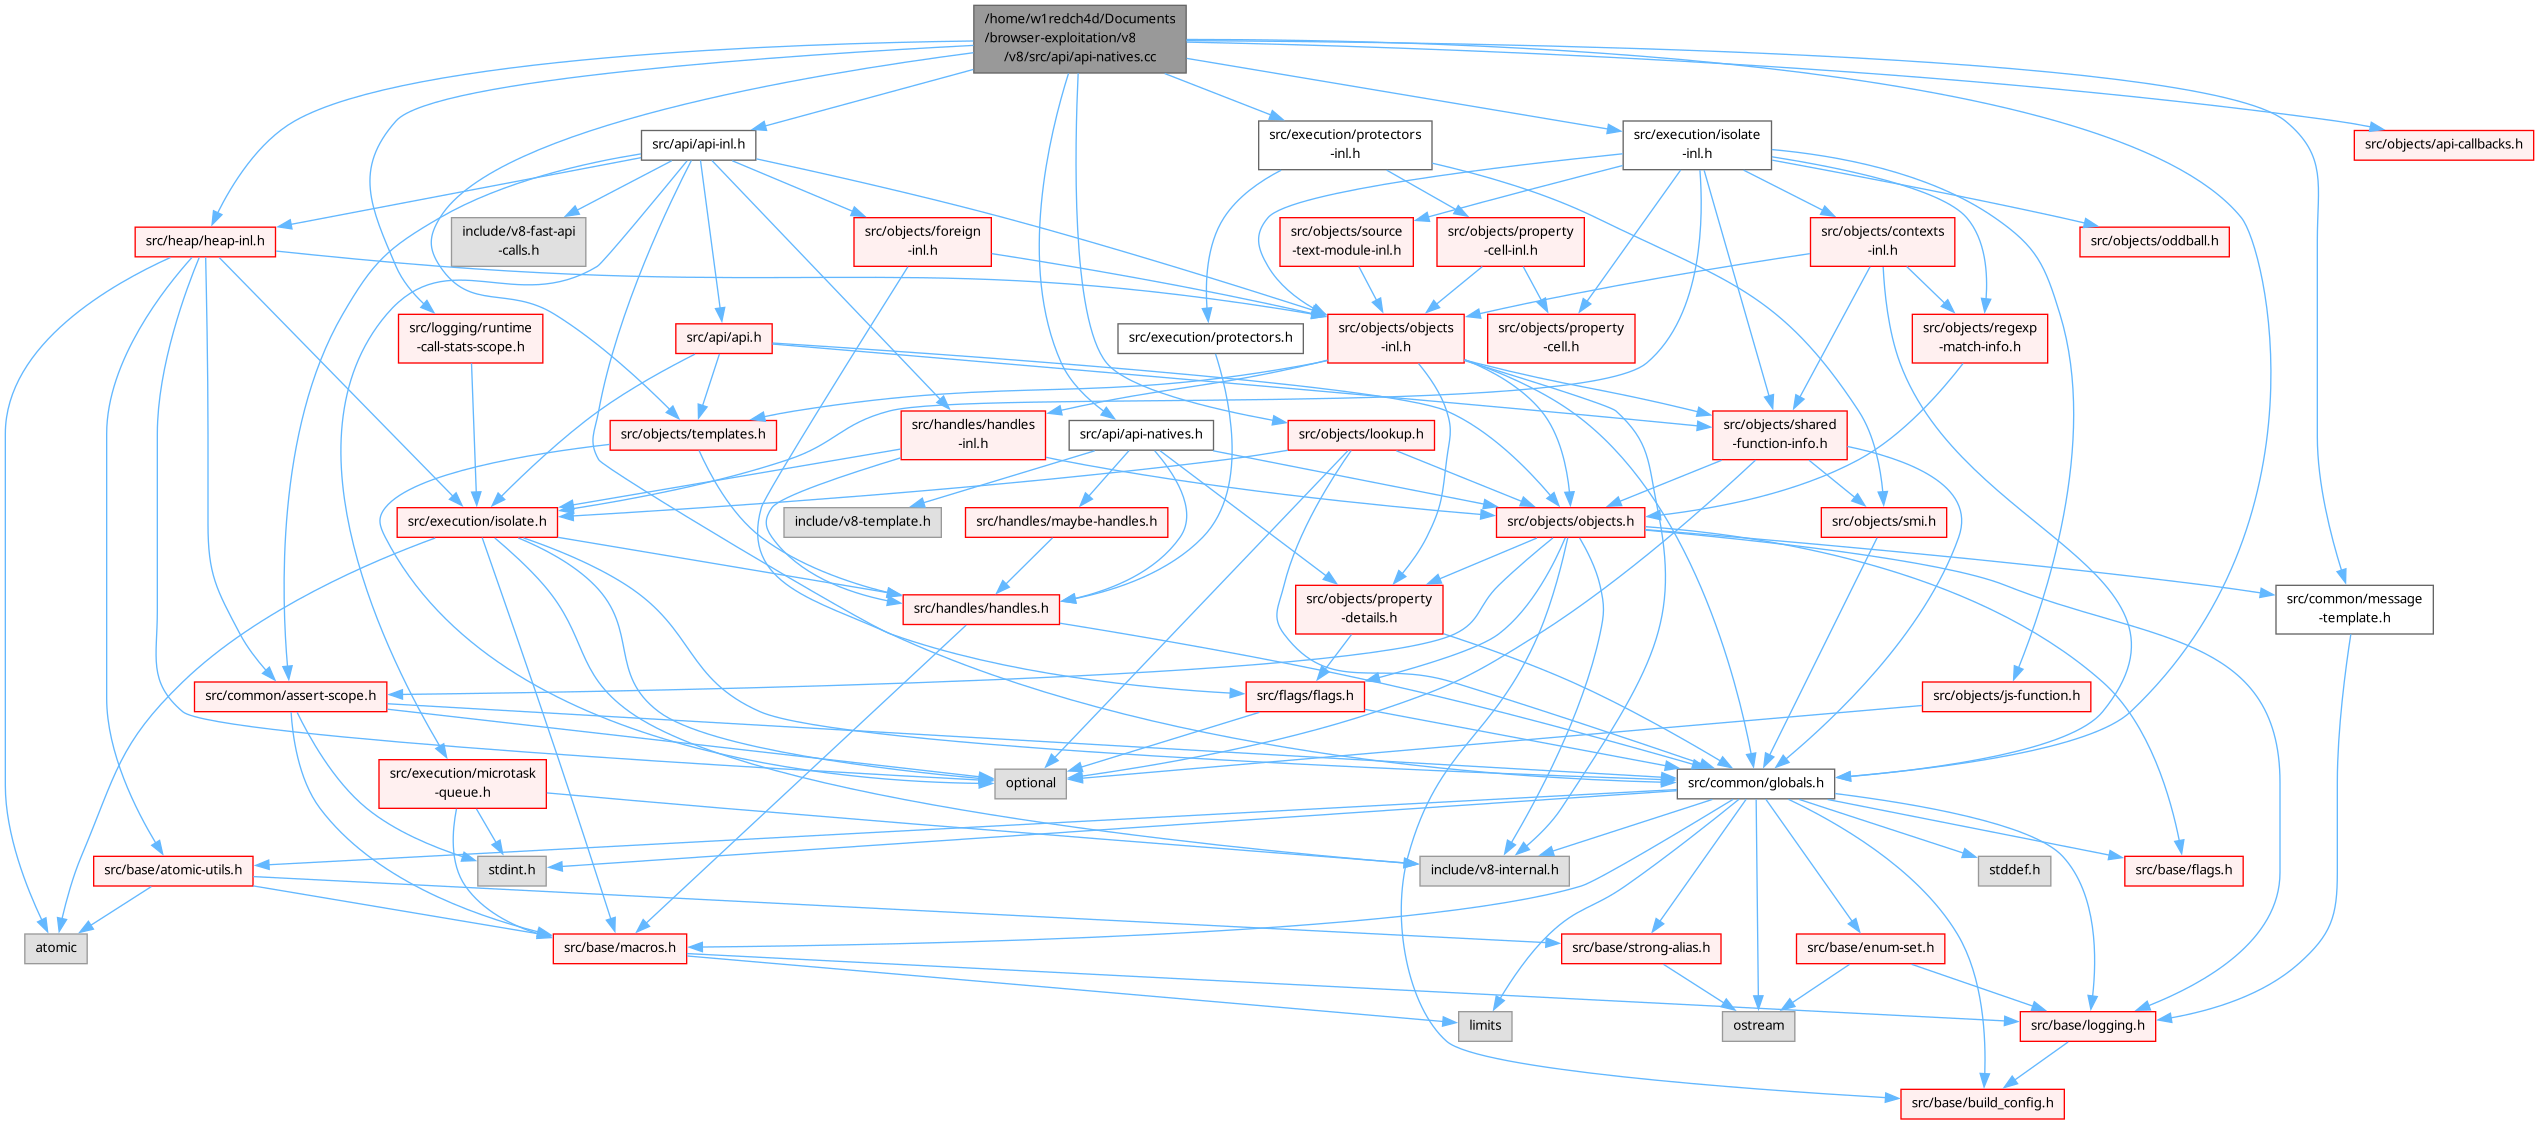 /home/w1redch4d/Documents
/browser-exploitation/v8
/v8/src/api/api-natives.cc
src/api/api-inl.h
src/execution/protectors
-inl.h
src/execution/isolate
-inl.h
src/objects/api-callbacks.h
src/heap/heap-inl.h
include/v8-fast-api
-calls.h
src/objects/foreign
-inl.h
src/objects/source
-text-module-inl.h
src/objects/property
-cell-inl.h
src/objects/contexts
-inl.h
src/objects/oddball.h
src/logging/runtime
-call-stats-scope.h
src/api/api.h
src/execution/protectors.h
src/objects/objects
-inl.h
src/objects/property
-cell.h
src/objects/regexp
-match-info.h
src/objects/templates.h
src/handles/handles
-inl.h
src/api/api-natives.h
src/objects/lookup.h
src/objects/shared
-function-info.h
src/execution/isolate.h
include/v8-template.h
src/handles/maybe-handles.h
src/objects/objects.h
src/objects/smi.h
src/handles/handles.h
src/objects/property
-details.h
src/common/message
-template.h
src/common/assert-scope.h
src/flags/flags.h
src/objects/js-function.h
src/execution/microtask
-queue.h
optional
src/common/globals.h
src/base/atomic-utils.h
stdint.h
include/v8-internal.h
stddef.h
src/base/flags.h
atomic
src/base/macros.h
src/base/strong-alias.h
src/base/enum-set.h
limits
ostream
src/base/logging.h
src/base/build_config.h